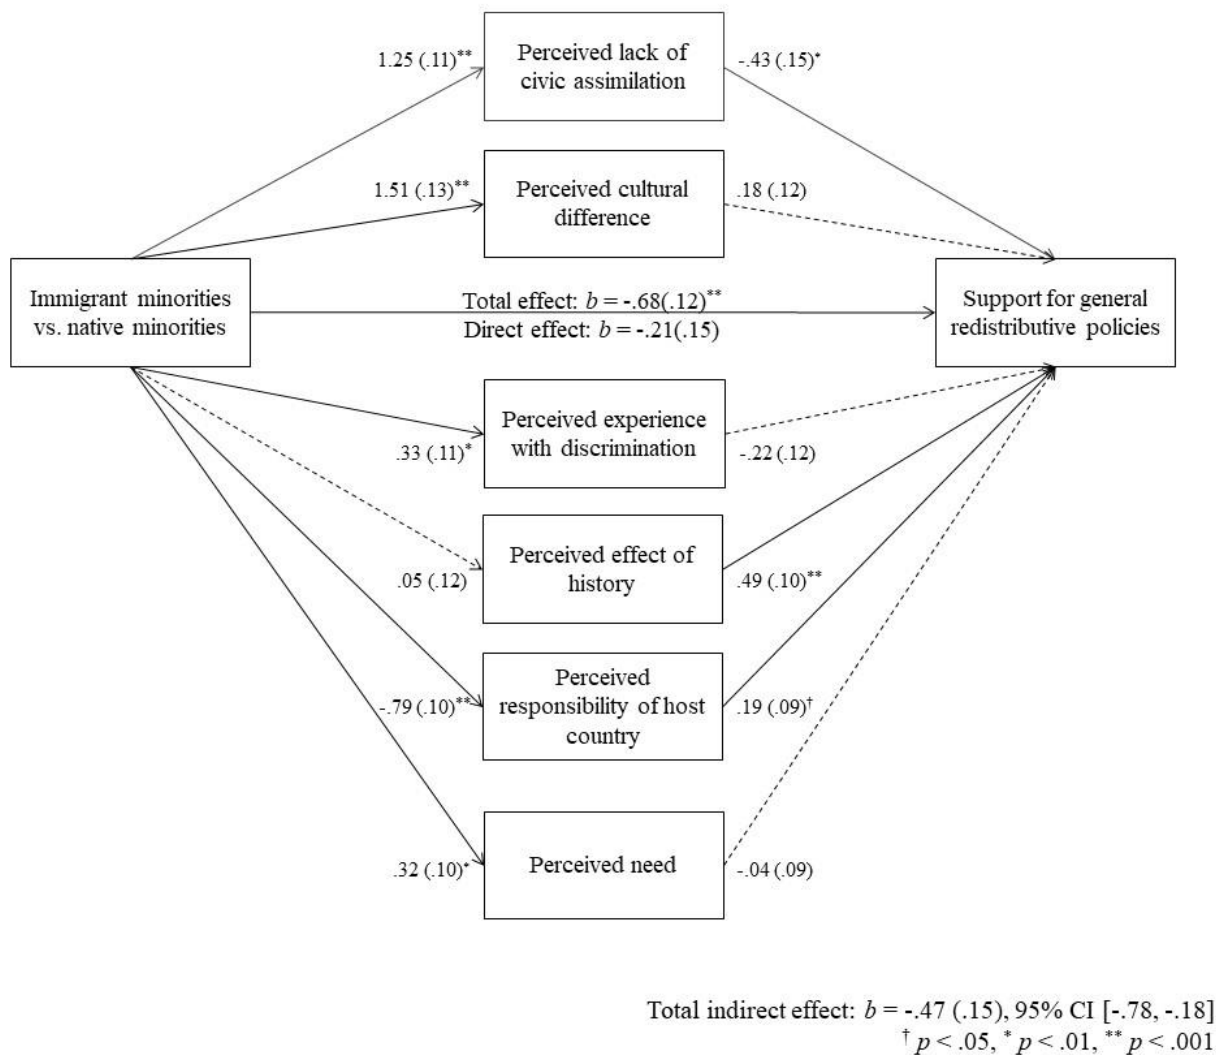 1.25 (.11)**
Perceived lack of
civic assimilation
-.43 (.15)*
1.51 (.13)**
Perceived cultural
difference
.18 (.12)
Immigrant minorities
vs. native minorities
Total effect: b = -.68(.12)**
Direct effect: b = -.21(.15)
Support for general
redistributive policies
.33 (.11)*
Perceived experience
with discrimination
-.22 (.12)
.05 (.12)
Perceived effect of
history
.49 (.10)**
-.79 (.10)**
Perceived
responsibility of host
country
.19 (.09)†
.32 (.10)*
Perceived need
-.04 (.09)
Total indirect effect: b = -.47 (.15), 95% CI [-.78, -.18]
† p < .05, * p < .01, ** p < .001